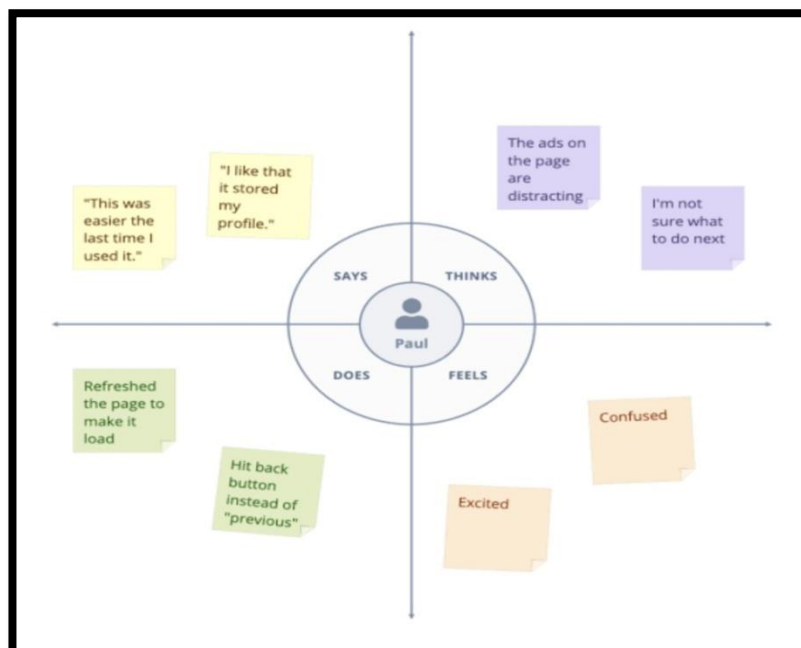 "This was
easier the
last time I
used it."
"I like that
it stored
my
profile."
The ads on
the page
are
distracting
I'm not
sure what
to do next
SAYS
THINKS
Paul
DOES
FEELS
Refreshed
the page to
make it
load
Hit back
button
instead of
"previous"
Excited
Confused